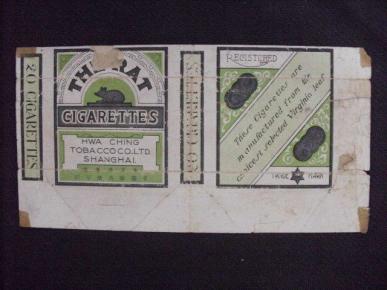 20 CIGARETTES
THE RAT
CIGARETTES
HWA CHING
TOBACCO CO., LTD.
SHANGHAI.
20 CIGARETTES
REGISTERED
These Cigarettes are
manufactured from the
choicest selected Virginia leaf
TRADE MARK